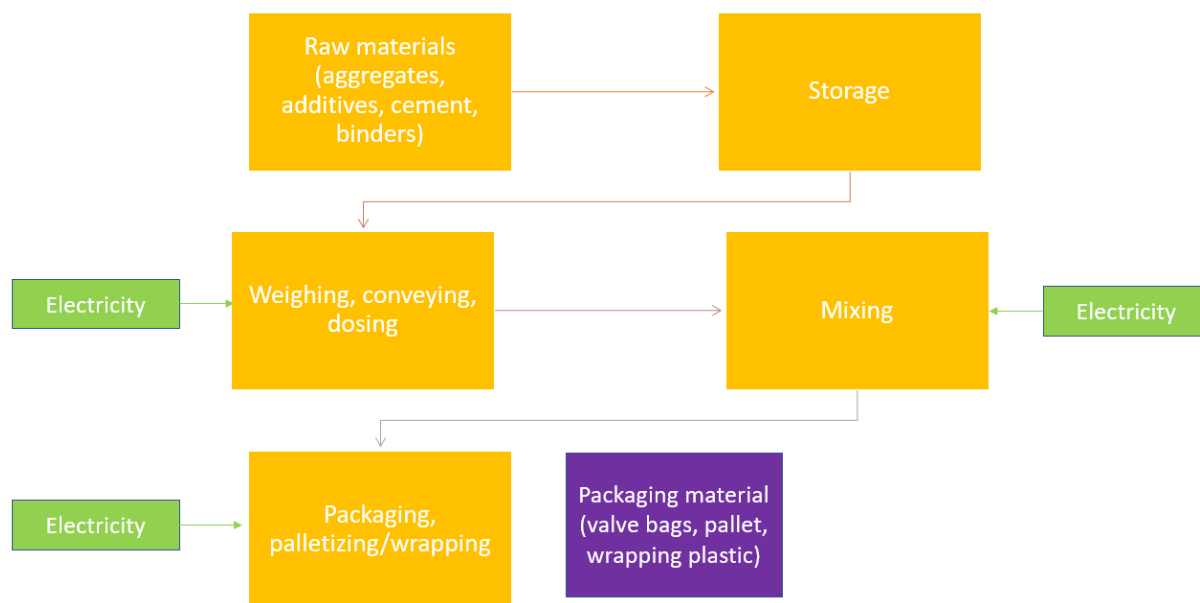 Raw materials
(aggregates,
additives, cement,
binders)
Storage
Electricity
Weighing, conveying,
dosing
Mixing
Electricity
Electricity
Packaging,
palletizing/wrapping
Packaging material
(valve bags, pallet,
wrapping plastic)